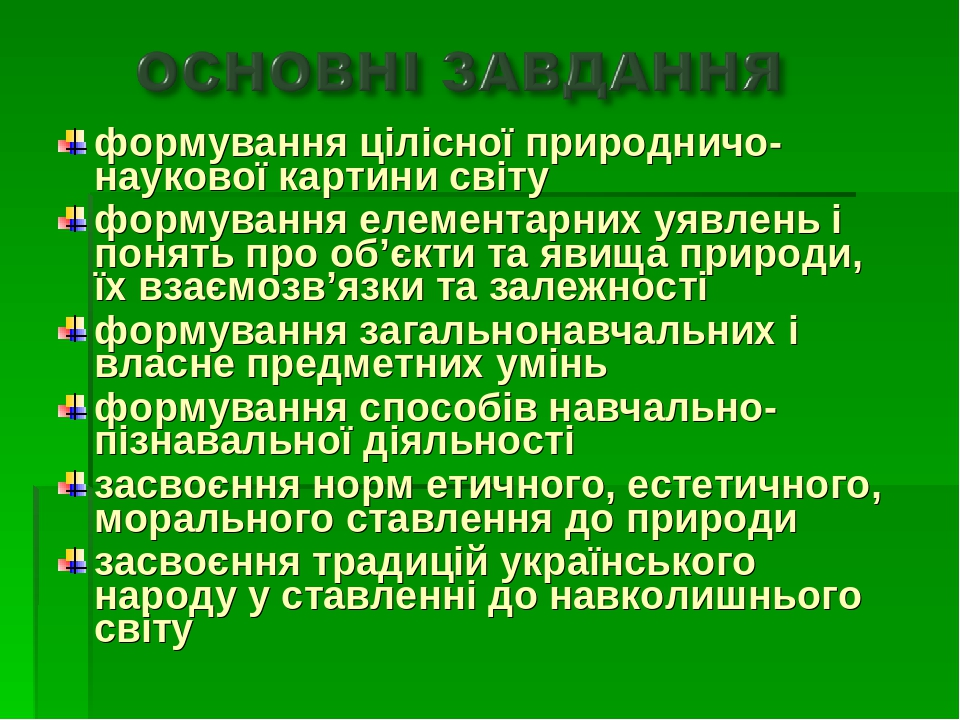 ОСНОВНІ ЗАВДАННЯ
формування цілісної природничо-
наукової картини світу
формування елементарних уявлень і
понять про об’єкти та явища природи,
їх взаємозв’язки та залежності
формування загальнонавчальних і
власне предметних умінь
формування способів навчально-
пізнавальної діяльності
засвоєння норм етичного, естетичного,
морального ставлення до природи
засвоєння традицій українського
народу у ставленні до навколишнього
світу